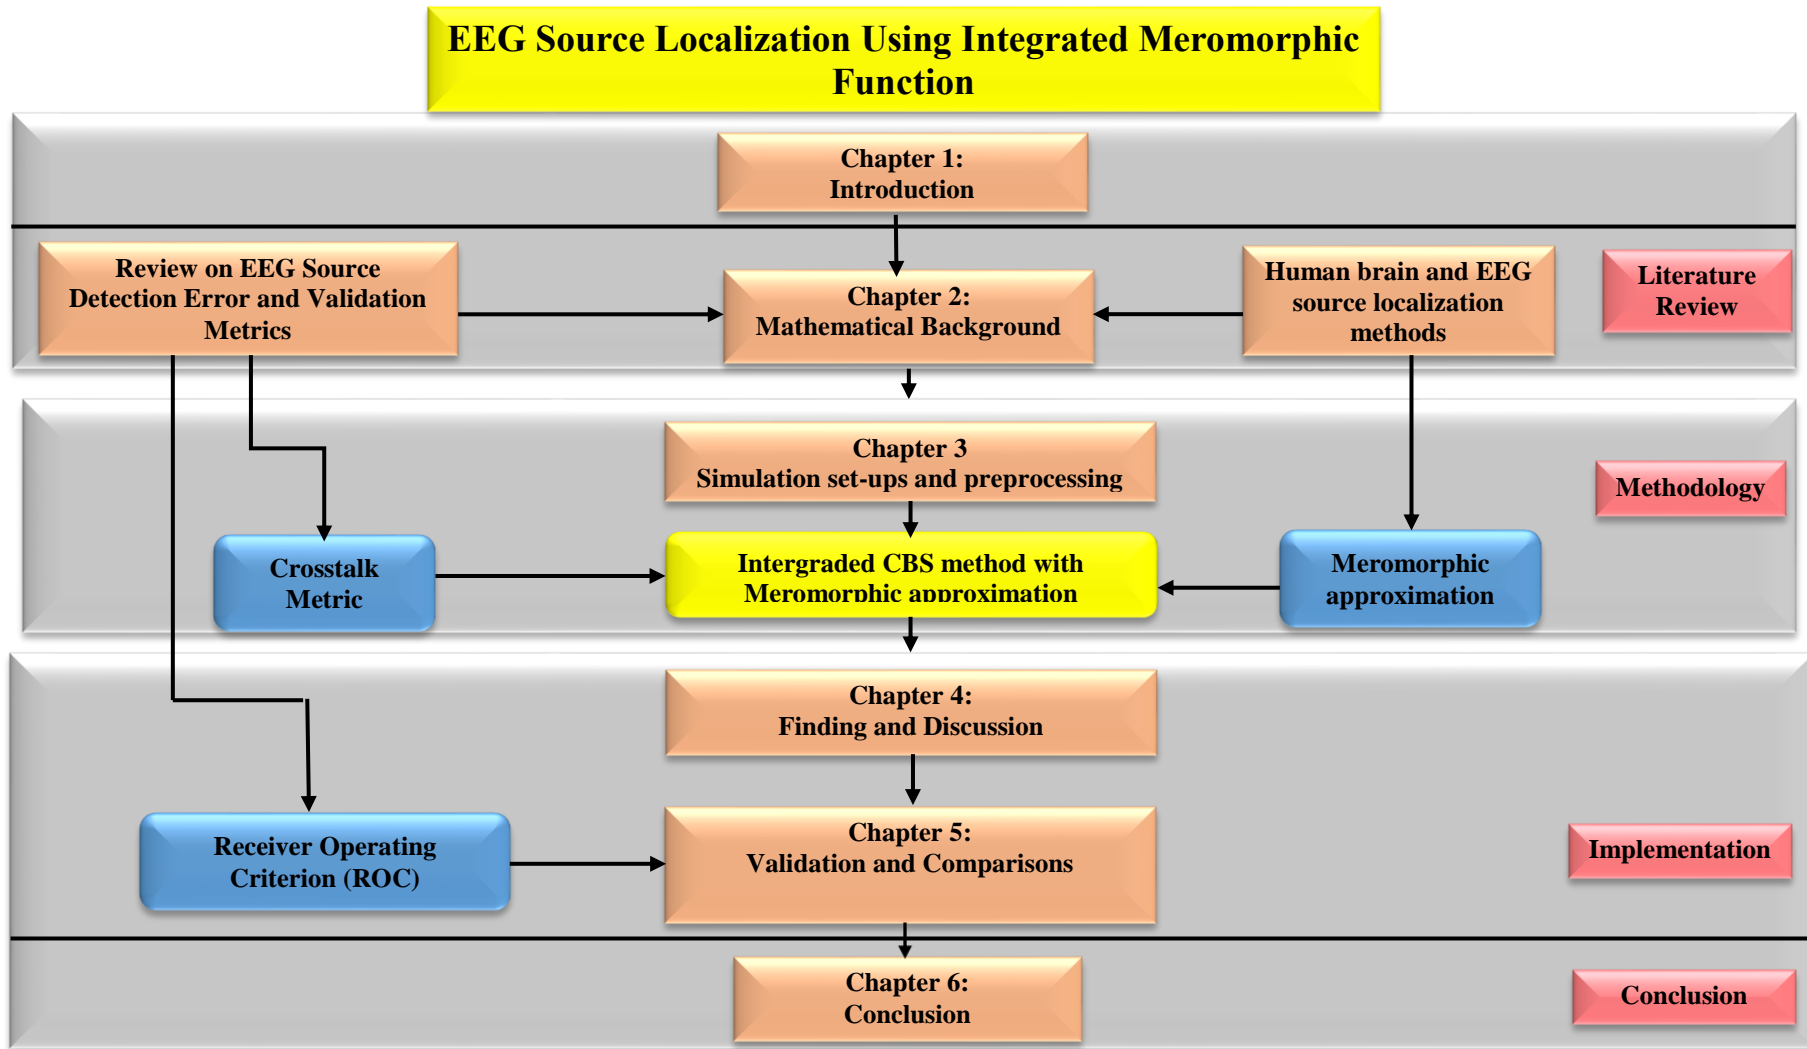 EEG Source Localization Using Integrated Meromorphic
Function
Chapter 1:
Introduction
Review on EEG Source
Detection Error and Validation
Metrics
Chapter 2:
Mathematical Background
Human brain and EEG
source localization
methods
Literature
Review
Chapter 3
Simulation set-ups and preprocessing
Methodology
Crosstalk
Metric
Intergraded CBS method with
Meromorphic approximation
Meromorphic
approximation
Chapter 4:
Finding and Discussion
Receiver Operating
Criterion (ROC)
Chapter 5:
Validation and Comparisons
Implementation
Chapter 6:
Conclusion
Conclusion